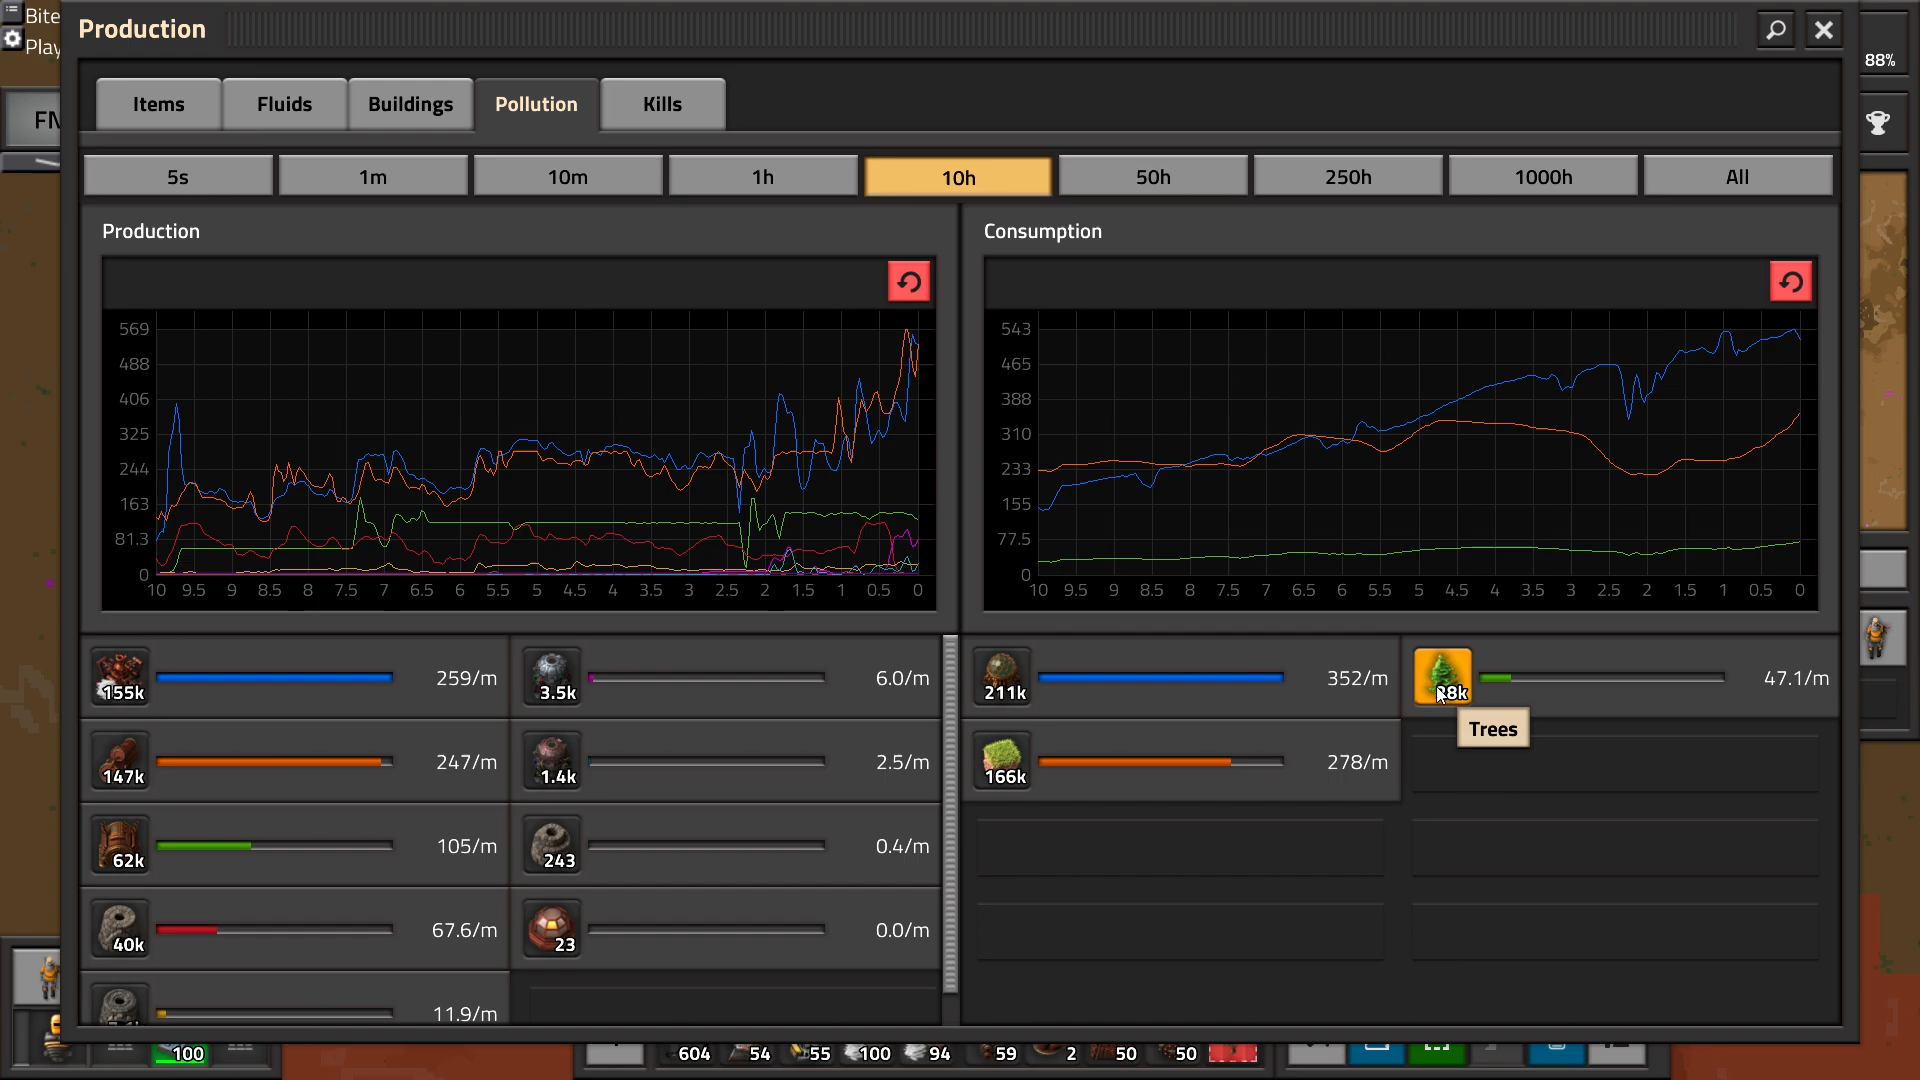 Bite
Play
Production
88%
FN
Items Fluids Buildings Pollution Kills
5s 1m 10m 1h 10h 50h 250h 1000h All
Production
569
488
406
325
244
163
81.3
0
10 9.5 9 8.5 8 7.5 7 6.5 6 5.5 5 4.5 4 3.5 3 2.5 2 1.5 1 0.5 0
Consumption
543
465
388
310
233
155
77.5
0
10 9.5 9 8.5 8 7.5 7 6.5 6 5.5 5 4.5 4 3.5 3 2.5 2 1.5 1 0.5 0
155k 259/m
3.5k 6.0/m
147k 247/m
1.4k 2.5/m
62k 105/m
243 0.4/m
40k 67.6/m
23 0.0/m
11.9/m
211k 352/m
28k 47.1/m
Trees
166k 278/m
100
604 54 55 100 94 59 2 50 50